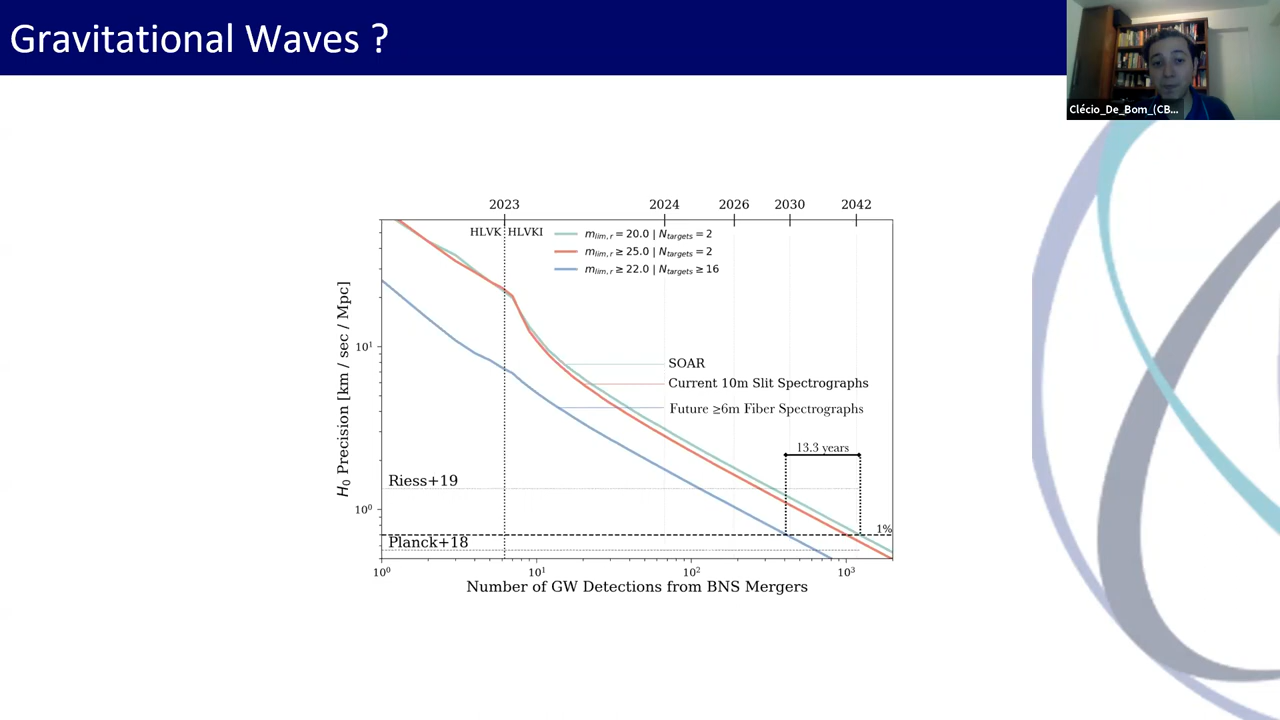 Gravitational Waves ?
Clécio_De_Bom_(CB...
2023 2024 2026 2030 2042
HLVK HLVKI
m_lim, r = 20.0 | N_targets = 2
m_lim, r ≥ 25.0 | N_targets = 2
m_lim, r ≥ 22.0 | N_targets ≥ 16
SOAR
Current 10m Slit Spectrographs
Future ≥6m Fiber Spectrographs
13.3 years
Riess+19
1%
Planck+18
H₀ Precision [km / sec / Mpc]
10¹
10⁰
10⁰ 10¹ 10² 10³
Number of GW Detections from BNS Mergers